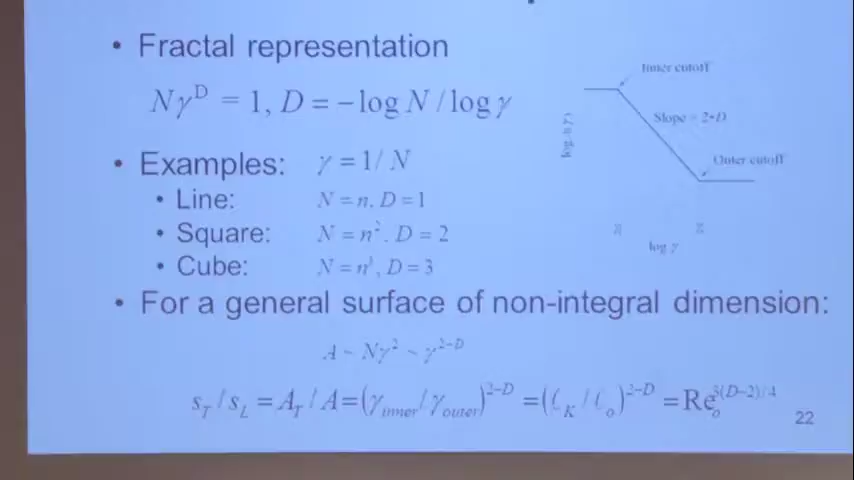 • Fractal representation
Nγ^D = 1, D = −log N / log γ
• Examples: γ = 1/ N
• Line: N = n, D = 1
• Square: N = n², D = 2
• Cube: N = n³, D = 3
• For a general surface of non-integral dimension:
A ~ Nγ² ~ γ^{2−D}
s_T / s_L = A_T / A = (γ_inner / γ_outer)^{2−D} = (ℓ_K / ℓ_o)^{2−D} = Re_o^{3(D−2)/4}
22
Inner cutoff
Slope = 2-D
Outer cutoff
log γ